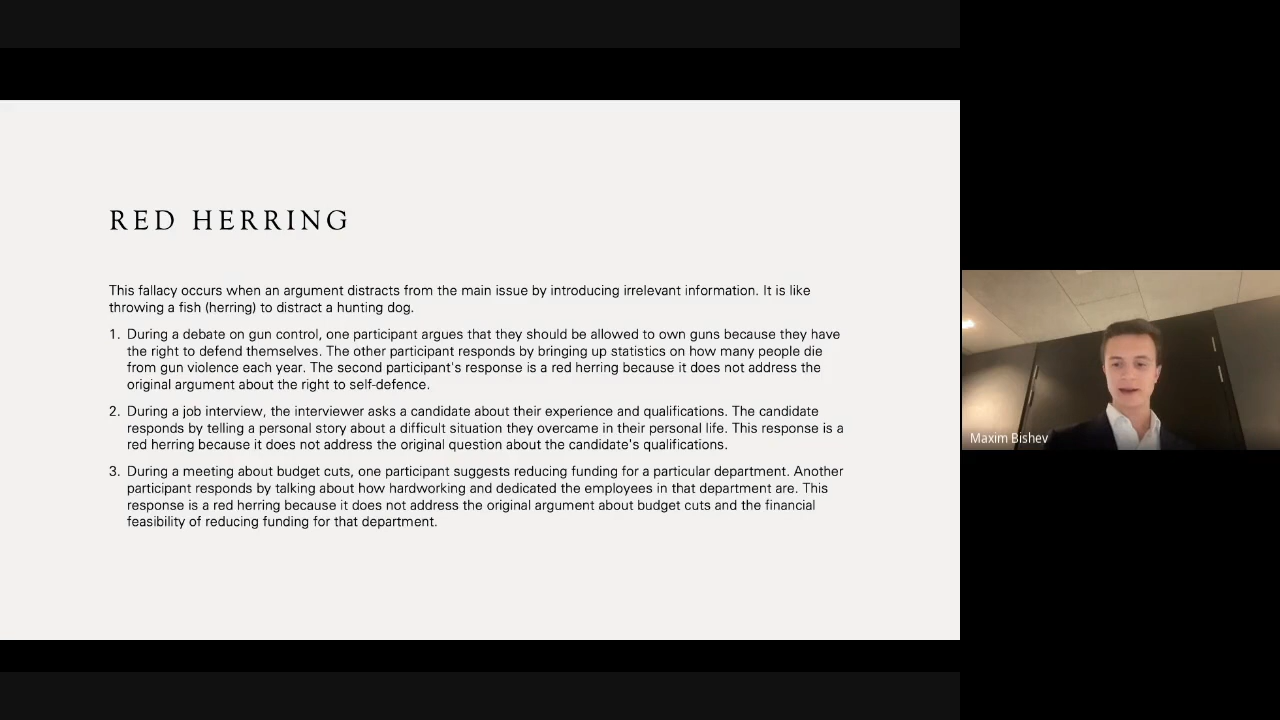 RED HERRING
This fallacy occurs when an argument distracts from the main issue by introducing irrelevant information. It is like
throwing a fish (herring) to distract a hunting dog.
1. During a debate on gun control, one participant argues that they should be allowed to own guns because they have
the right to defend themselves. The other participant responds by bringing up statistics on how many people die
from gun violence each year. The second participant's response is a red herring because it does not address the
original argument about the right to self-defence.
2. During a job interview, the interviewer asks a candidate about their experience and qualifications. The candidate
responds by telling a personal story about a difficult situation they overcame in their personal life. This response is a
red herring because it does not address the original question about the candidate's qualifications.
3. During a meeting about budget cuts, one participant suggests reducing funding for a particular department. Another
participant responds by talking about how hardworking and dedicated the employees in that department are. This
response is a red herring because it does not address the original argument about budget cuts and the financial
feasibility of reducing funding for that department.
Maxim Bishev